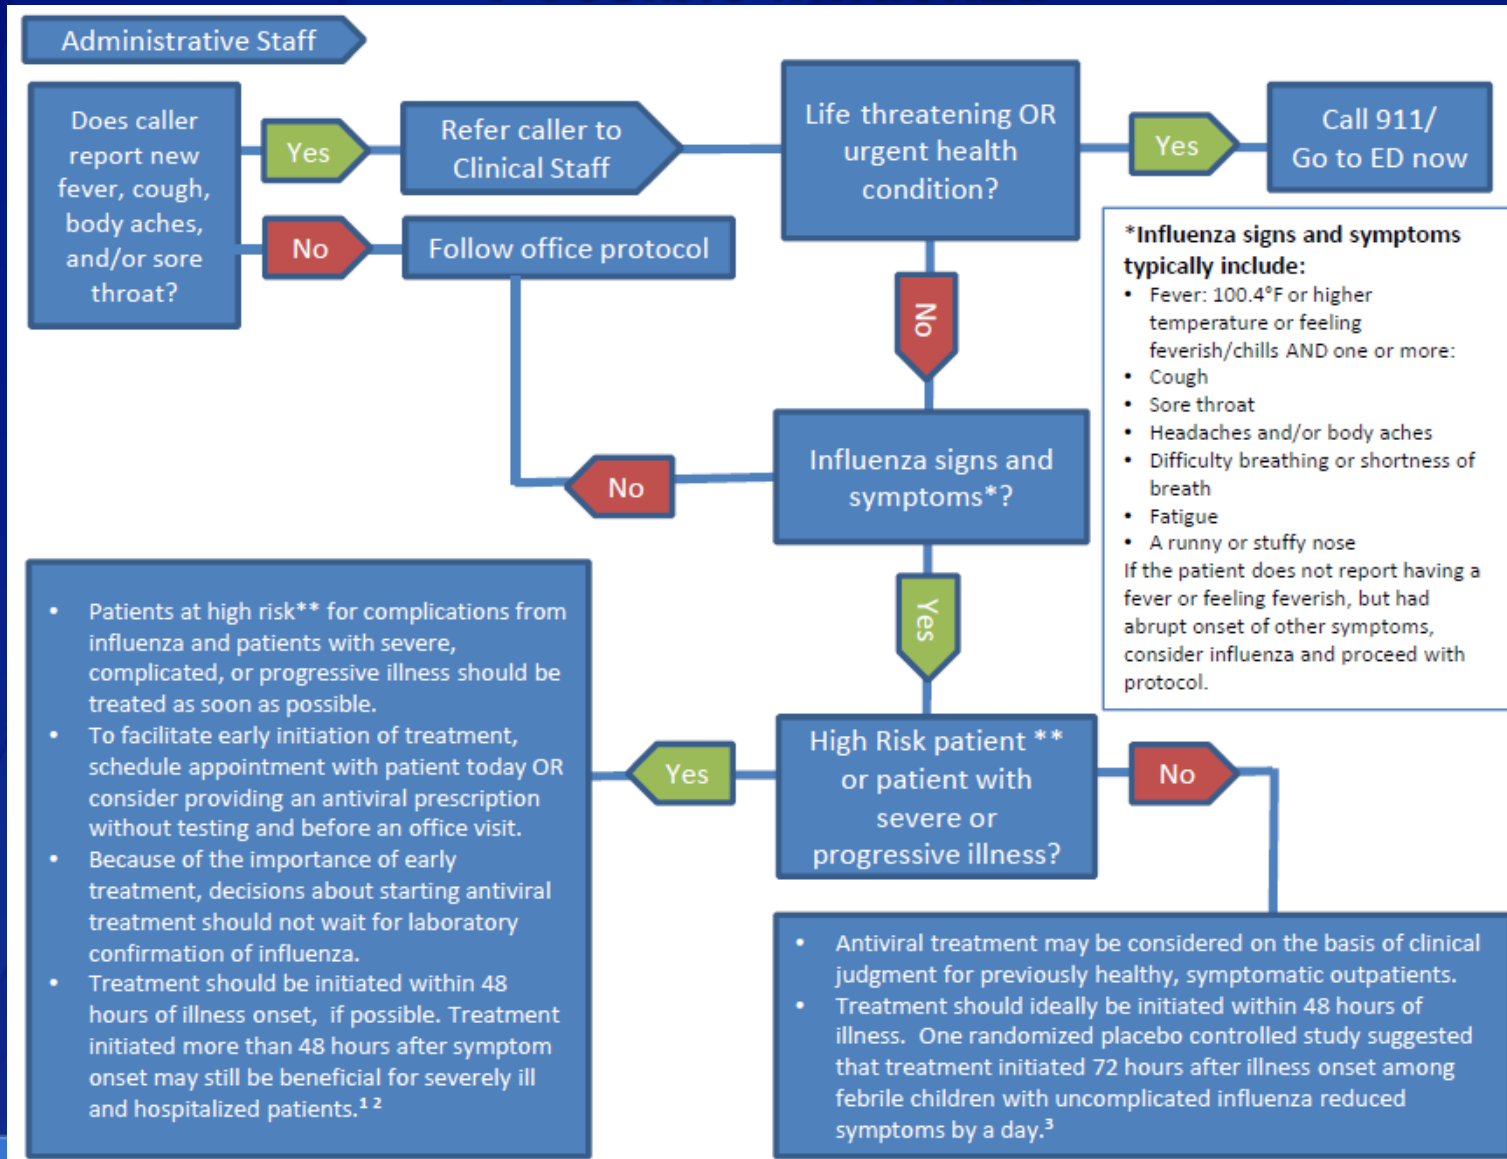 Administrative Staff
Does caller
report new
fever, cough,
body aches,
and/or sore
throat?
Yes
Refer caller to
Clinical Staff
No
Follow office protocol
Life threatening OR
urgent health
condition?
Yes
Call 911/
Go to ED now
No
*Influenza signs and symptoms
typically include:
• Fever: 100.4°F or higher
temperature or feeling
feverish/chills AND one or more:
• Cough
• Sore throat
• Headaches and/or body aches
• Difficulty breathing or shortness of
breath
• Fatigue
• A runny or stuffy nose
If the patient does not report having a
fever or feeling feverish, but had
abrupt onset of other symptoms,
consider influenza and proceed with
protocol.
Influenza signs and
symptoms*?
No
Yes
High Risk patient **
or patient with
severe or
progressive illness?
Yes
No
• Patients at high risk** for complications from
influenza and patients with severe,
complicated, or progressive illness should be
treated as soon as possible.
• To facilitate early initiation of treatment,
schedule appointment with patient today OR
consider providing an antiviral prescription
without testing and before an office visit.
• Because of the importance of early
treatment, decisions about starting antiviral
treatment should not wait for laboratory
confirmation of influenza.
• Treatment should be initiated within 48
hours of illness onset, if possible. Treatment
initiated more than 48 hours after symptom
onset may still be beneficial for severely ill
and hospitalized patients.¹ ²
• Antiviral treatment may be considered on the basis of clinical
judgment for previously healthy, symptomatic outpatients.
• Treatment should ideally be initiated within 48 hours of
illness. One randomized placebo controlled study suggested
that treatment initiated 72 hours after illness onset among
febrile children with uncomplicated influenza reduced
symptoms by a day.³